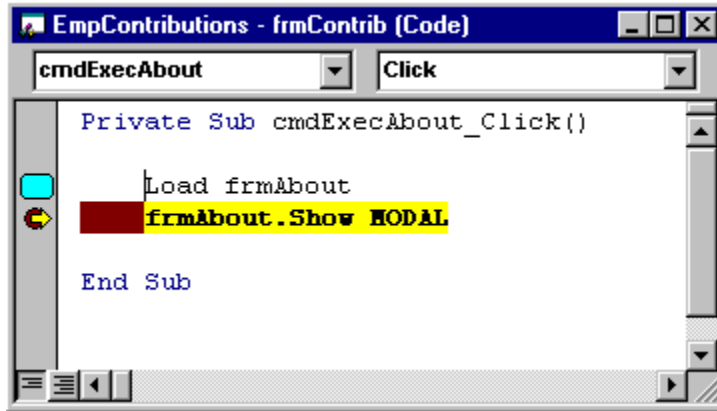 EmpContributions - frmContrib (Code)
cmdExecAbout Click
Private Sub cmdExecAbout_Click()
Load frmAbout
frmAbout.Show MODAL
End Sub